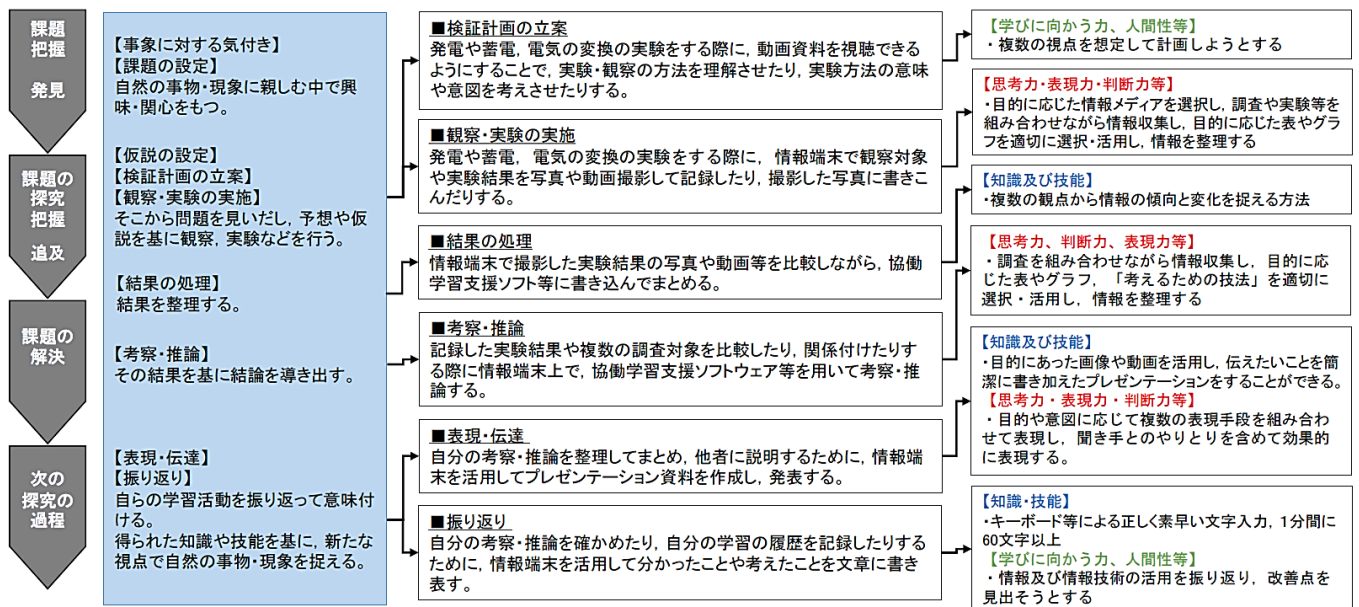 課題
把握
発見
課題の
探究
把握
追及
課題の
解決
次の
探究の
過程
【事象に対する気付き】
【課題の設定】
自然の事物・現象に親しむ中で興
味・関心をもつ。
【仮説の設定】
【検証計画の立案】
【観察・実験の実施】
そこから問題を見いだし，予想や仮
説を基に観察，実験などを行う。
【結果の処理】
結果を整理する。
【考察・推論】
その結果を基に結論を導き出す。
【表現・伝達】
【振り返り】
自らの学習活動を振り返って意味付
ける。
得られた知識や技能を基に，新たな
視点で自然の事物・現象を捉える。
■検証計画の立案
発電や蓄電，電気の変換の実験をする際に，動画資料を視聴できる
ようにすることで，実験・観察の方法を理解させたり，実験方法の意味
や意図を考えさせたりする。
■観察・実験の実施
発電や蓄電，電気の変換の実験をする際に，情報端末で観察対象
や実験結果を写真や動画撮影して記録したり，撮影した写真に書きこ
んだりする。
■結果の処理
情報端末で撮影した実験結果の写真や動画等を比較しながら，協働
学習支援ソフト等に書き込んでまとめる。
■考察・推論
記録した実験結果や複数の調査対象を比較したり，関係付けたりす
る際に情報端末上で，協働学習支援ソフトウェア等を用いて考察・推
論する。
■表現・伝達
自分の考察・推論を整理してまとめ，他者に説明するために，情報端
末を活用してプレゼンテーション資料を作成し，発表する。
■振り返り
自分の考察・推論を確かめたり，自分の学習の履歴を記録したりする
ために，情報端末を活用して分かったことや考えたことを文章に書き
表す。
【学びに向かう力、人間性等】
・複数の視点を想定して計画しようとする
【思考力・表現力・判断力等】
・目的に応じた情報メディアを選択し，調査や実験等を
組み合わせながら情報収集し，目的に応じた表やグラ
フを適切に選択・活用し，情報を整理する
【知識及び技能】
・複数の観点から情報の傾向と変化を捉える方法
【思考力、判断力、表現力等】
・調査を組み合わせながら情報収集し，目的に応
じた表やグラフ，「考えるための技法」を適切に
選択・活用し，情報を整理する
【知識及び技能】
・目的にあった画像や動画を活用し，伝えたいことを簡
潔に書き加えたプレゼンテーションをすることができる。
【思考力・表現力・判断力等】
・目的や意図に応じて複数の表現手段を組み合わ
せて表現し，聞き手とのやりとりを含めて効果的
に表現する。
【知識・技能】
・キーボード等による正しく素早い文字入力，１分間に
60文字以上
【学びに向かう力、人間性等】
・情報及び情報技術の活用を振り返り，改善点を
見出そうとする